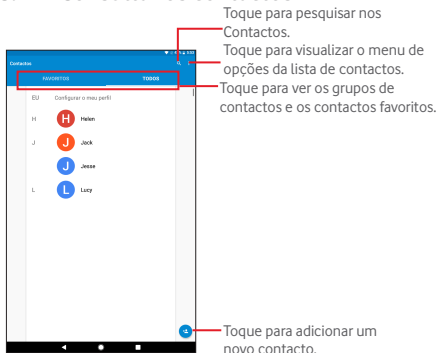 Toque para pesquisar nos
Contactos.
Toque para visualizar o menu de
opções da lista de contactos.
Toque para ver os grupos de
contactos e os contactos favoritos.
Contactos
FAVORITOS
TODOS
EU Configurar o meu perfil
H H Helen
J J Jack
J Jesse
L L Lucy
Toque para adicionar um
novo contacto.